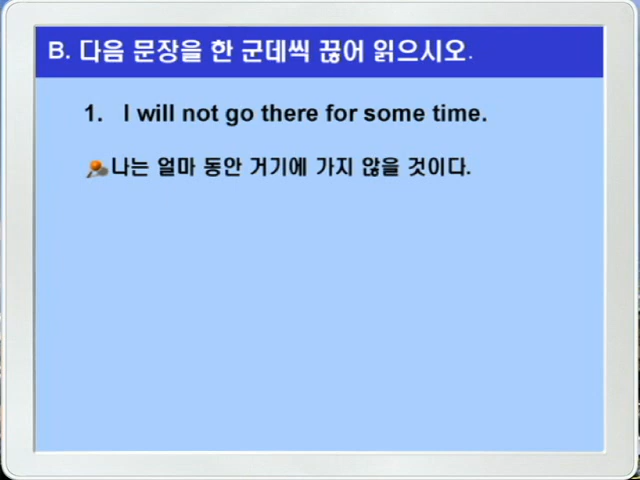 B. 다음 문장을 한 군데씩 끊어 읽으시오.
1. I will not go there for some time.
나는 얼마 동안 거기에 가지 않을 것이다.